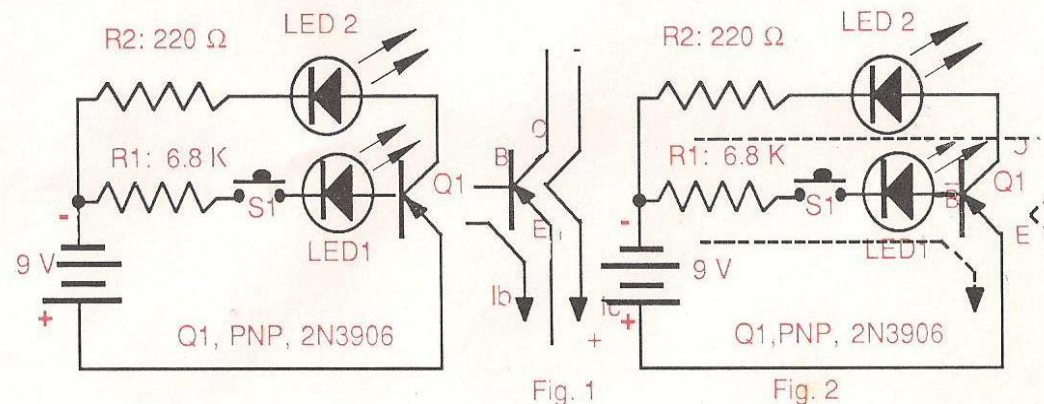 LED 2
R2: 220 Ω
R1: 6.8 K
Q1
S1
LED1
-
9 V
+
Q1, PNP, 2N3906
-
C
B
E
Ib
Ic
+
Fig. 1
LED 2
R2: 220 Ω
R1: 6.8 K
Q1
S1
B
LED1
E
-
9 V
+
Q1,PNP, 2N3906
Fig. 2